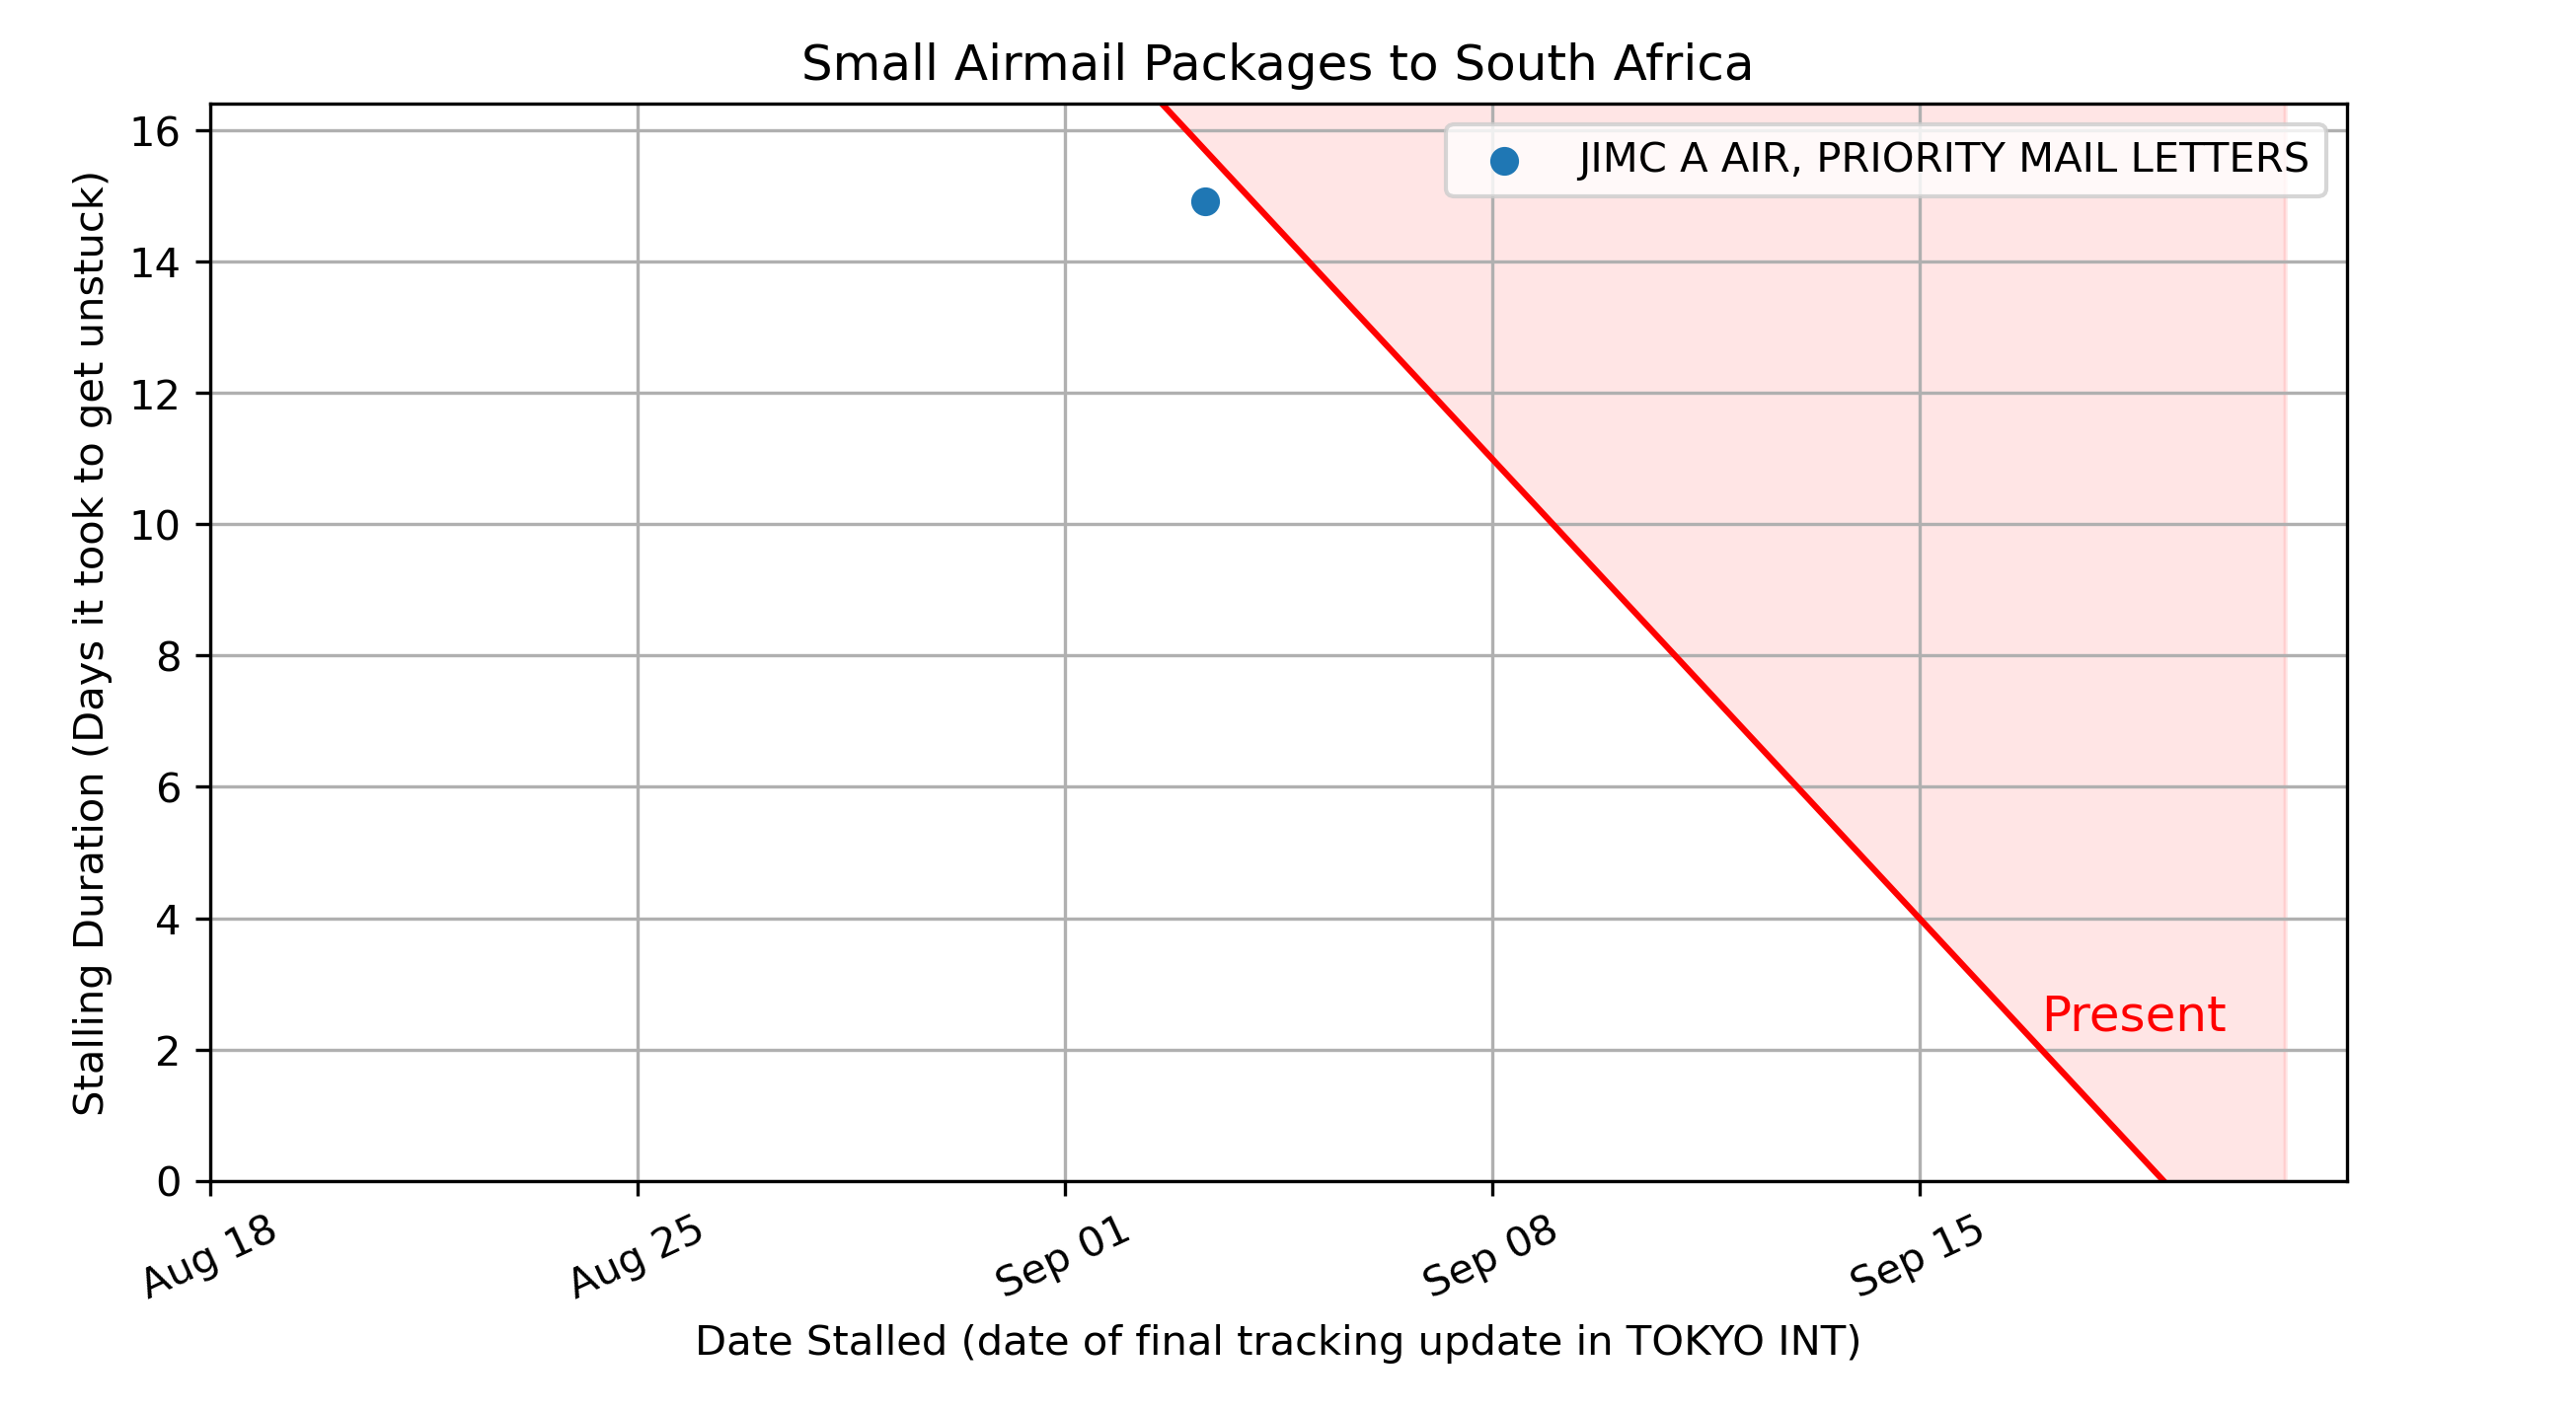 Small Airmail Packages to South Africa
JIMC A AIR, PRIORITY MAIL LETTERS
Stalling Duration (Days it took to get unstuck)
16
14
12
10
8
6
4
2
0
Present
Aug 18
Aug 25
Sep 01
Sep 08
Sep 15
Date Stalled (date of final tracking update in TOKYO INT)